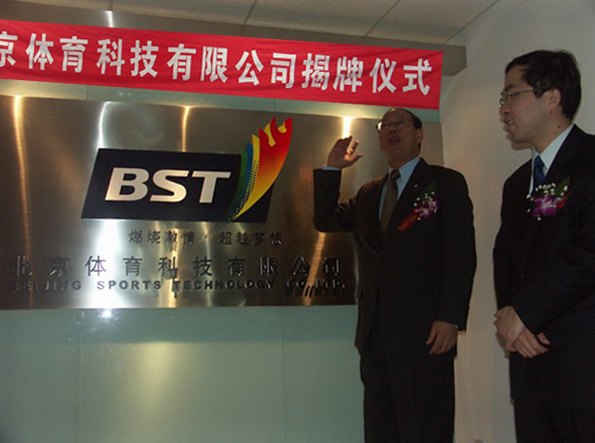 京体育科技有限公司揭牌仪式
BST
燃烧激情 超越梦想
北京体育科技有限公司
BEIJING SPORTS TECHNOLOGY CO.LTD.